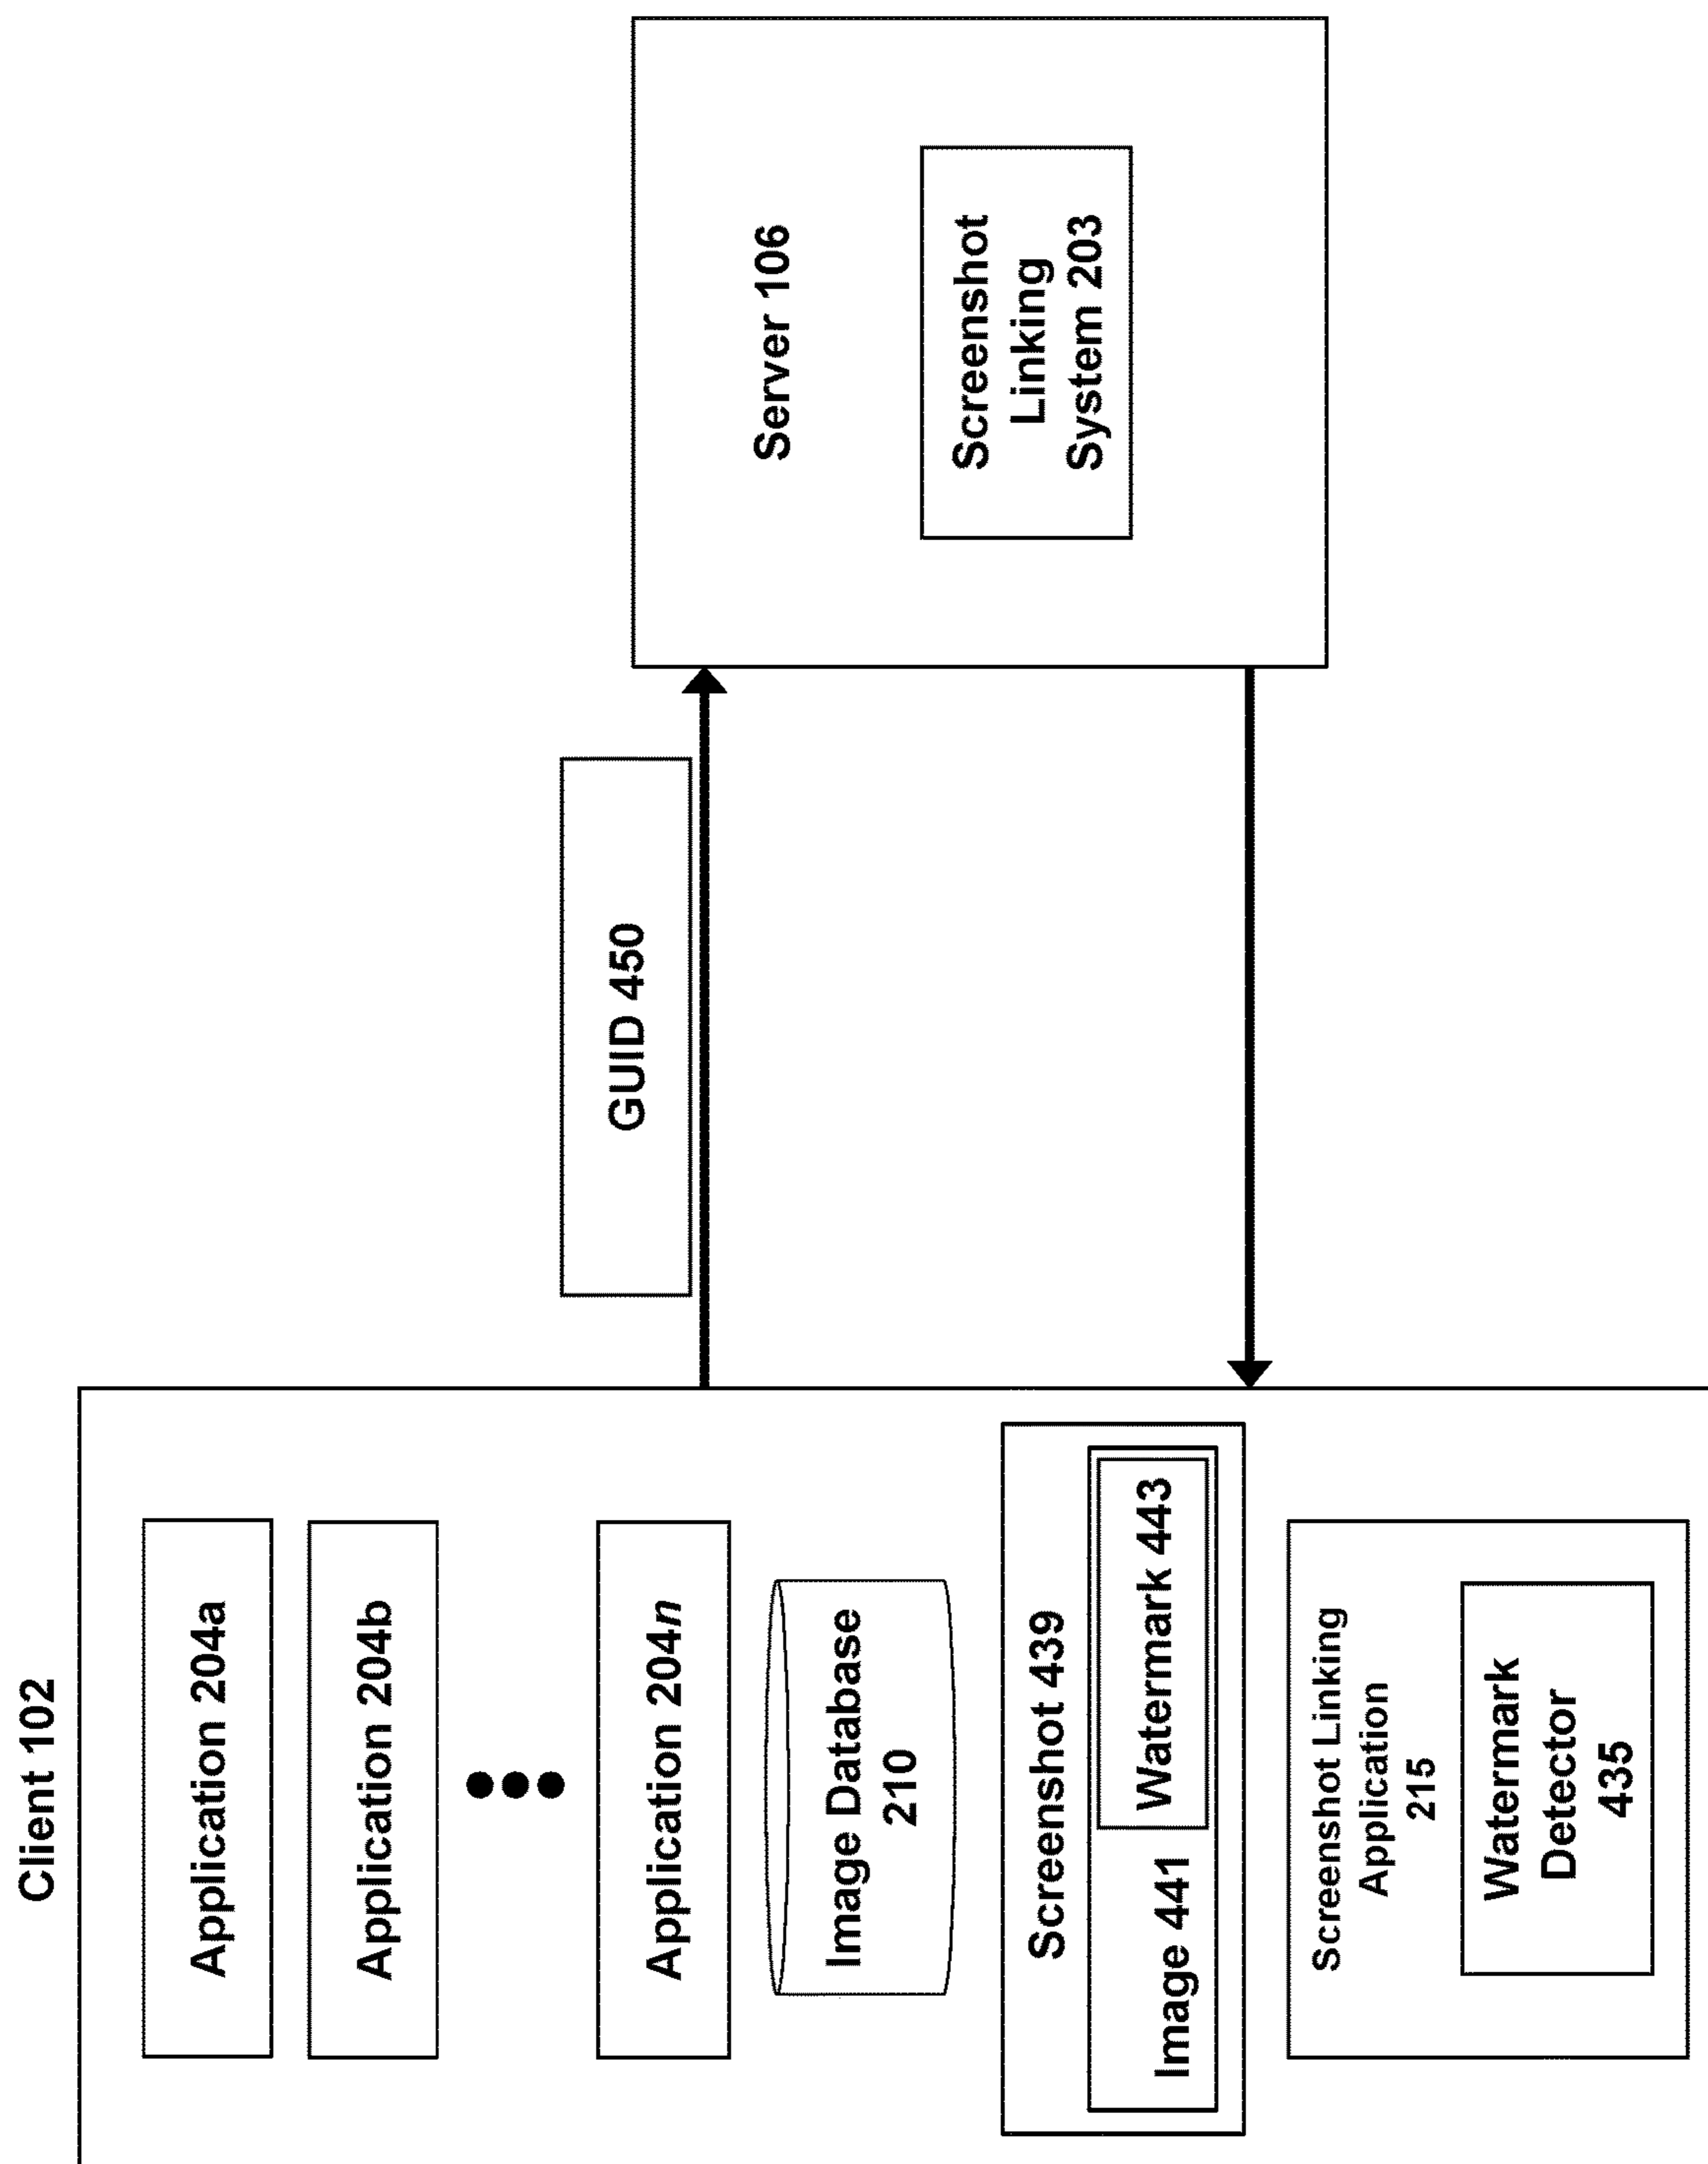 Client 102
Application 204a
Application 204b
Application 204n
Image Database
210
Screenshot 439
Image 441
Watermark 443
Screenshot Linking
Application
215
Watermark
Detector
435
GUID 450
Server 106
Screenshot
Linking
System 203